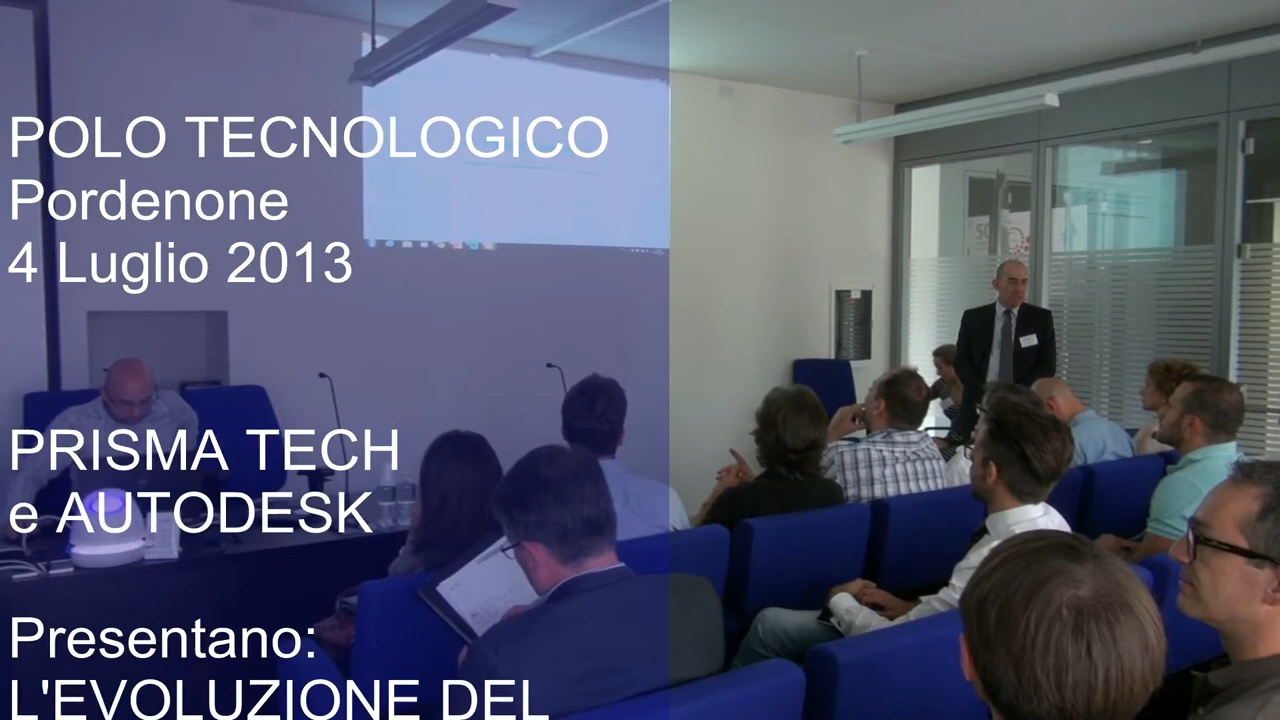 POLO TECNOLOGICO
Pordenone
4 Luglio 2013
PRISMA TECH
e AUTODESK
Presentano:
L'EVOLUZIONE DEL